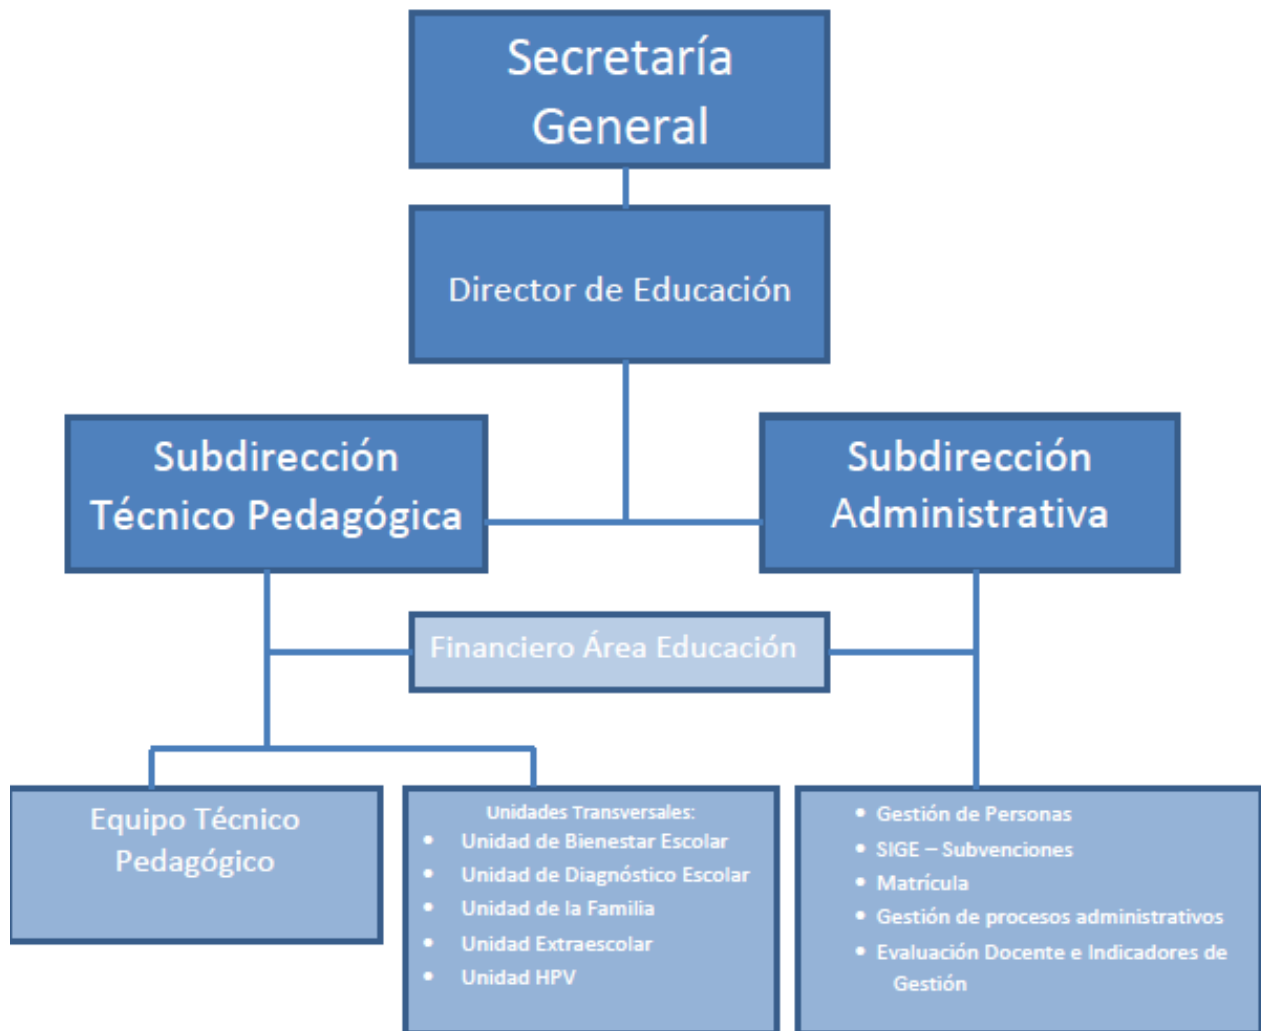 Secretaría
General
Director de Educación
Subdirección
Técnico Pedagógica
Subdirección
Administrativa
Financiero Área Educación
Equipo Técnico
Pedagógico
Unidades Transversales:
• Unidad de Bienestar Escolar
• Unidad de Diagnóstico Escolar
• Unidad de la Familia
• Unidad Extraescolar
• Unidad HPV
• Gestión de Personas
• SIGE – Subvenciones
• Matrícula
• Gestión de procesos administrativos
• Evaluación Docente e Indicadores de
Gestión